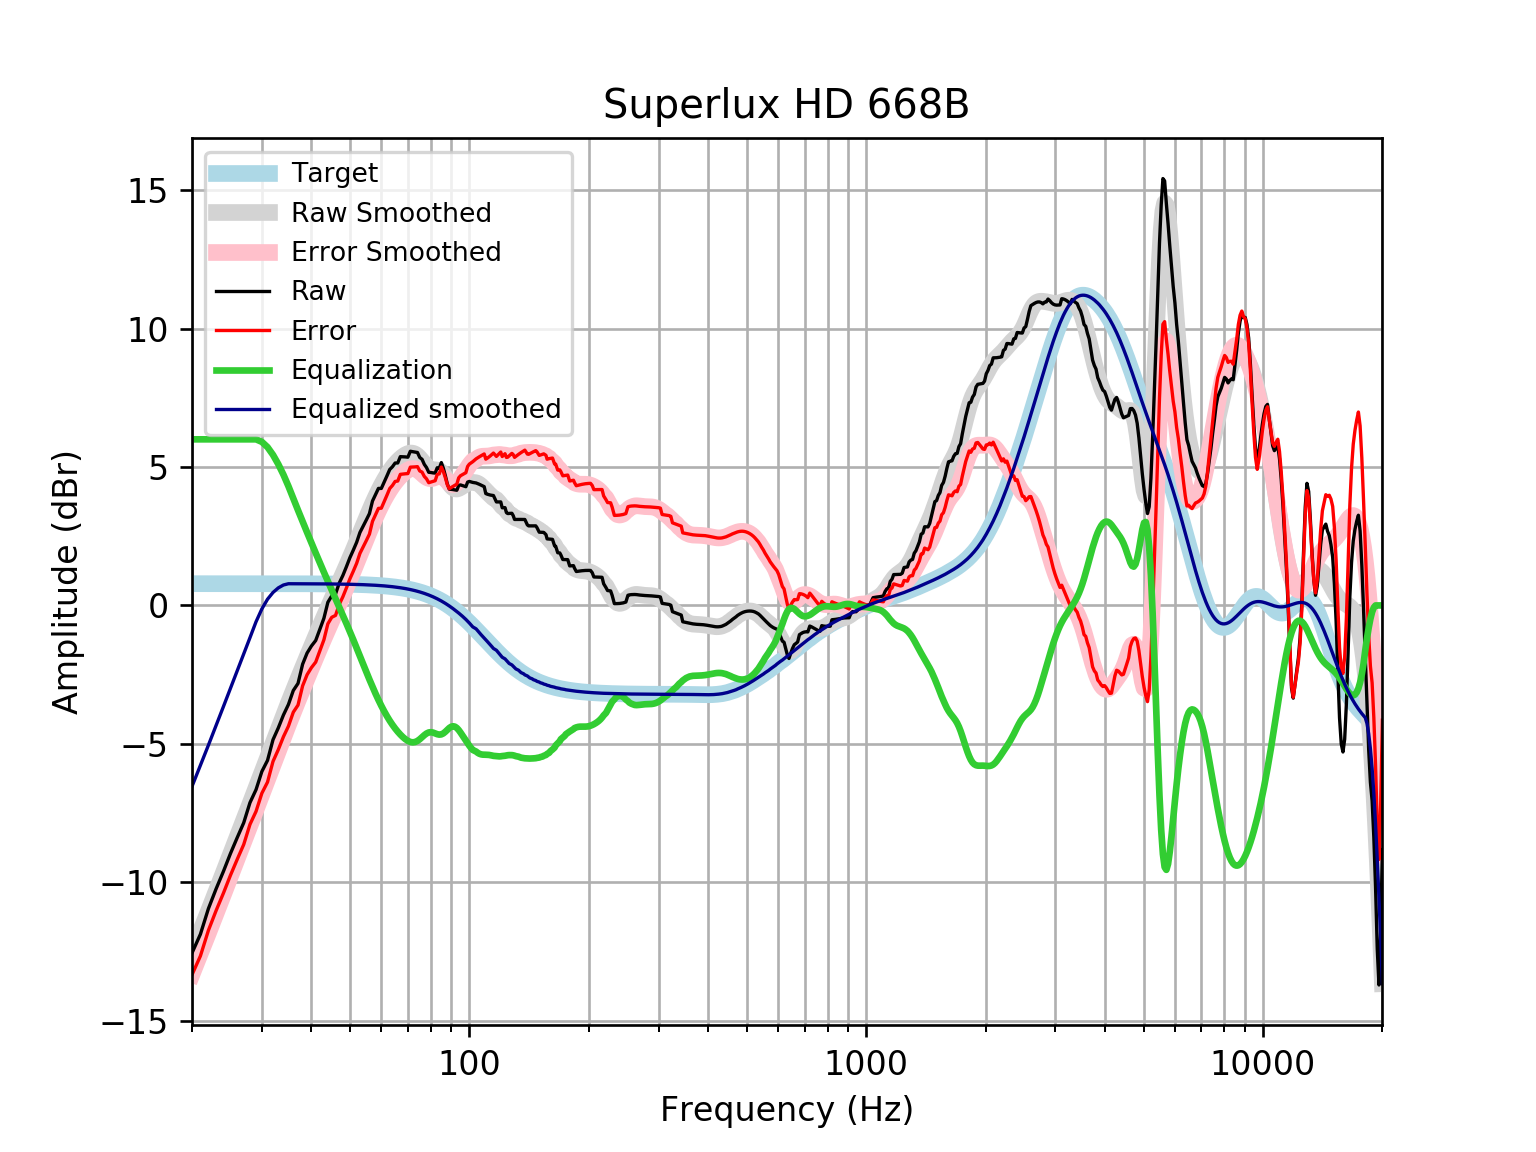 Superlux HD 668B
Target
Raw Smoothed
Error Smoothed
Raw
Error
Equalization
Equalized smoothed
15
10
5
0
−5
−10
−15
Amplitude (dBr)
100
1000
10000
Frequency (Hz)